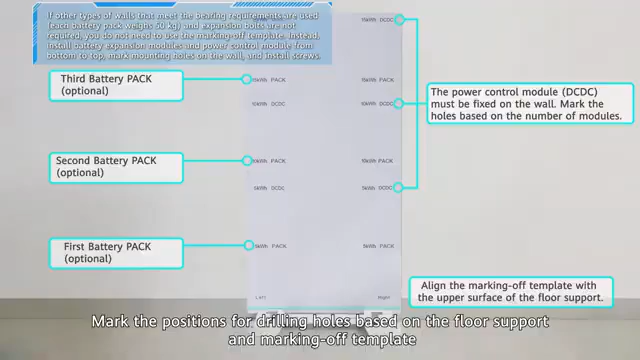 If other types of walls that meet the bearing requirements are used
(each battery pack weighs 50 kg) and expansion bolts are not
required, you do not need to use the marking-off template. Instead,
install battery expansion modules and power control module from
bottom to top, mark mounting holes on the wall, and install screws.
15kWh DCDC
Third Battery PACK
(optional)
15kWh PACK
15kWh PACK
The power control module (DCDC)
must be fixed on the wall. Mark the
holes based on the number of modules.
10kWh DCDC
10kWh DCDC
Second Battery PACK
(optional)
10kWh PACK
10kWh PACK
5kWh DCDC
5kWh DCDC
First Battery PACK
(optional)
5kWh PACK
5kWh PACK
Align the marking-off template with
the upper surface of the floor support.
Left
Right
Mark the positions for drilling holes based on the floor support
and marking-off template